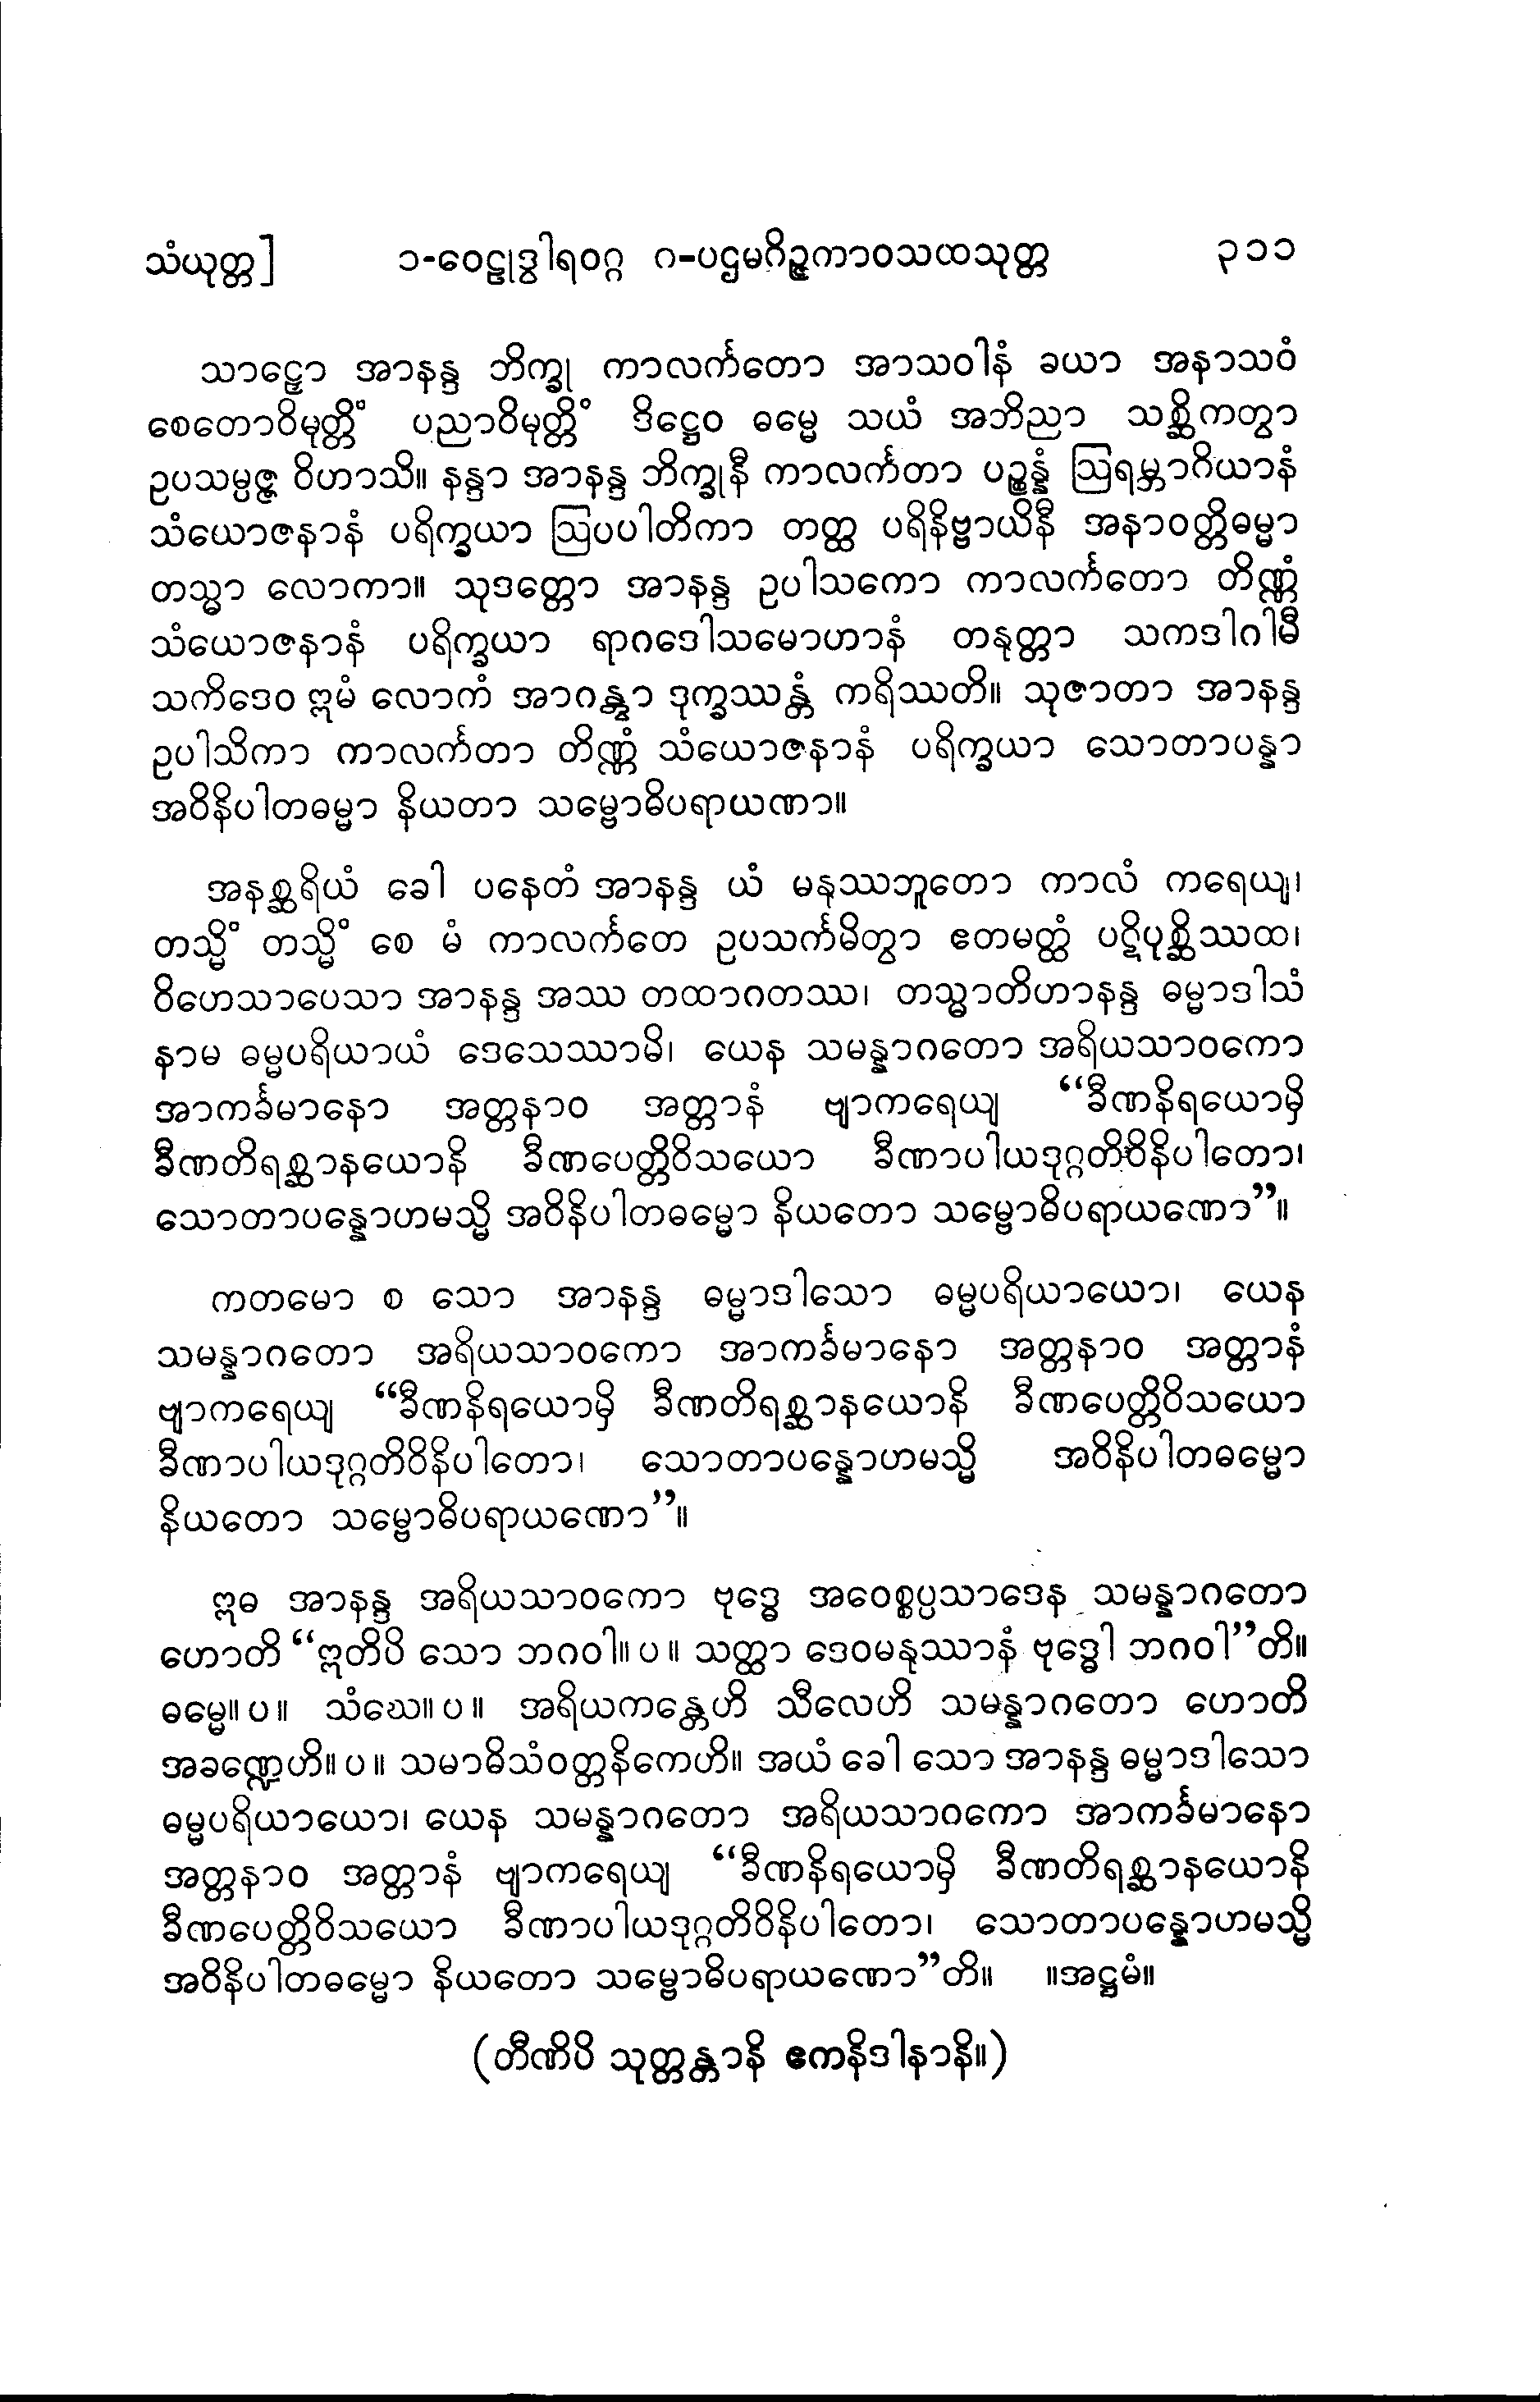 သံယုတ္တ]  ၁-ဝေဠုဒွါရဝဂ္ဂ ဂ-ပဌမဂိဉ္ဇကာဝသထသုတ္တ  ၃၁၁
သာဠှော အာနန္ဒ ဘိက္ခု ကာလင်္ကတော အာသဝါနံ ခယာ အနာသဝံ
စေတောဝိမုတ္တိံ ပညာဝိမုတ္တိံ ဒိဋ္ဌေဝ ဓမ္မေ သယံ အဘိညာ သစ္ဆိကတွာ
ဥပသမ္ပဇ္ဇ ဝိဟာသိ။ နန္ဒာ အာနန္ဒ ဘိက္ခုနီ ကာလင်္ကတာ ပဉ္စန္နံ ဩရမ္ဘာဂိယာနံ
သံယောဇနာနံ ပရိက္ခယာ ဩပပါတိကာ တတ္ထ ပရိနိဗ္ဗာယိနီ အနာဝတ္တိဓမ္မာ
တသ္မာ လောကာ။ သုဒတ္တော အာနန္ဒ ဥပါသကော ကာလင်္ကတော တိဏ္ဏံ
သံယောဇနာနံ ပရိက္ခယာ ရာဂဒေါသမောဟာနံ တနုတ္တာ သကဒါဂါမီ
သကိဒေဝ ဣမံ လောကံ အာဂန္တွာ ဒုက္ခဿန္တံ ကရိဿတိ။ သုဇာတာ အာနန္ဒ
ဥပါသိကာ ကာလင်္ကတာ တိဏ္ဏံ သံယောဇနာနံ ပရိက္ခယာ သောတာပန္နာ
အဝိနိပါတဓမ္မာ နိယတာ သမ္ဗောဓိပရာယဏာ။
အနစ္ဆရိယံ ခေါ ပနေတံ အာနန္ဒ ယံ မနုဿဘူတော ကာလံ ကရေယျ၊
တသ္မိံ တသ္မိံ စေ မံ ကာလင်္ကတေ ဥပသင်္ကမိတွာ ဧတမတ္ထံ ပဋိပုစ္ဆိဿထ၊
ဝိဟေသာပေသာ အာနန္ဒ အဿ တထာဂတဿ၊ တသ္မာတိဟာနန္ဒ ဓမ္မာဒါသံ
နာမ ဓမ္မပရိယာယံ ဒေသေဿာမိ၊ ယေန သမန္နာဂတော အရိယသာဝကော
အာကင်္ခမာနော အတ္တနာဝ အတ္တာနံ ဗျာကရေယျ “ခီဏနိရယောမှိ
ခီဏတိရစ္ဆာနယောနိ ခီဏပေတ္တိဝိသယော ခီဏာပါယဒုဂ္ဂတိဝိနိပါတော၊
သောတာပန္နောဟမသ္မိ အဝိနိပါတဓမ္မော နိယတော သမ္ဗောဓိပရာယဏော”။
ကတမော စ သော အာနန္ဒ ဓမ္မာဒါသော ဓမ္မပရိယာယော၊ ယေန
သမန္နာဂတော အရိယသာဝကော အာကင်္ခမာနော အတ္တနာဝ အတ္တာနံ
ဗျာကရေယျ “ခီဏနိရယောမှိ ခီဏတိရစ္ဆာနယောနိ ခီဏပေတ္တိဝိသယော
ခီဏာပါယဒုဂ္ဂတိဝိနိပါတော၊ သောတာပန္နောဟမသ္မိ အဝိနိပါတဓမ္မော
နိယတော သမ္ဗောဓိပရာယဏော”။
ဣဓ အာနန္ဒ အရိယသာဝကော ဗုဒ္ဓေ အဝေစ္စပ္ပသာဒေန သမန္နာဂတော
ဟောတိ “ဣတိပိ သော ဘဂဝါ။ပ။ သတ္ထာ ဒေဝမနုဿာနံ ဗုဒ္ဓေါ ဘဂဝါ”တိ။
ဓမ္မေ။ပ။ သံဃေ။ပ။ အရိယကန္တေဟိ သီလေဟိ သမန္နာဂတော ဟောတိ
အခဏ္ဍေဟိ။ပ။ သမာဓိသံဝတ္တနိကေဟိ။ အယံ ခေါ သော အာနန္ဒ ဓမ္မာဒါသော
ဓမ္မပရိယာယော၊ ယေန သမန္နာဂတော အရိယသာဝကော အာကင်္ခမာနော
အတ္တနာဝ အတ္တာနံ ဗျာကရေယျ “ခီဏနိရယောမှိ ခီဏတိရစ္ဆာနယောနိ
ခီဏပေတ္တိဝိသယော ခီဏာပါယဒုဂ္ဂတိဝိနိပါတော၊ သောတာပန္နောဟမသ္မိ
အဝိနိပါတဓမ္မော နိယတော သမ္ဗောဓိပရာယဏော”တိ။ ။အဋ္ဌမံ။
(တီဏိပိ သုတ္တန္တာနိ ဧကနိဒါနာနိ။)